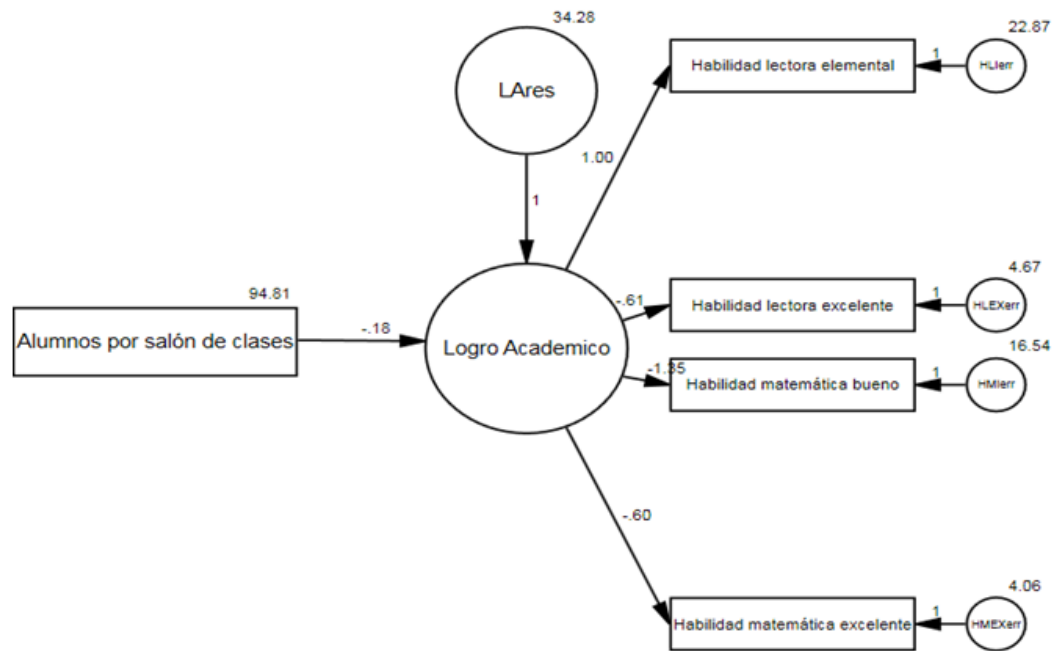 34.28
22.87
LAres
Habilidad lectora elemental
1
HLIerr
1.00
1
94.81
4.67
Alumnos por salón de clases
-.18
Logro Academico
-.61
Habilidad lectora excelente
1
HLEXerr
16.54
-1.35
Habilidad matemática bueno
1
HMIerr
-.60
4.06
Habilidad matemática excelente
1
HMEXerr